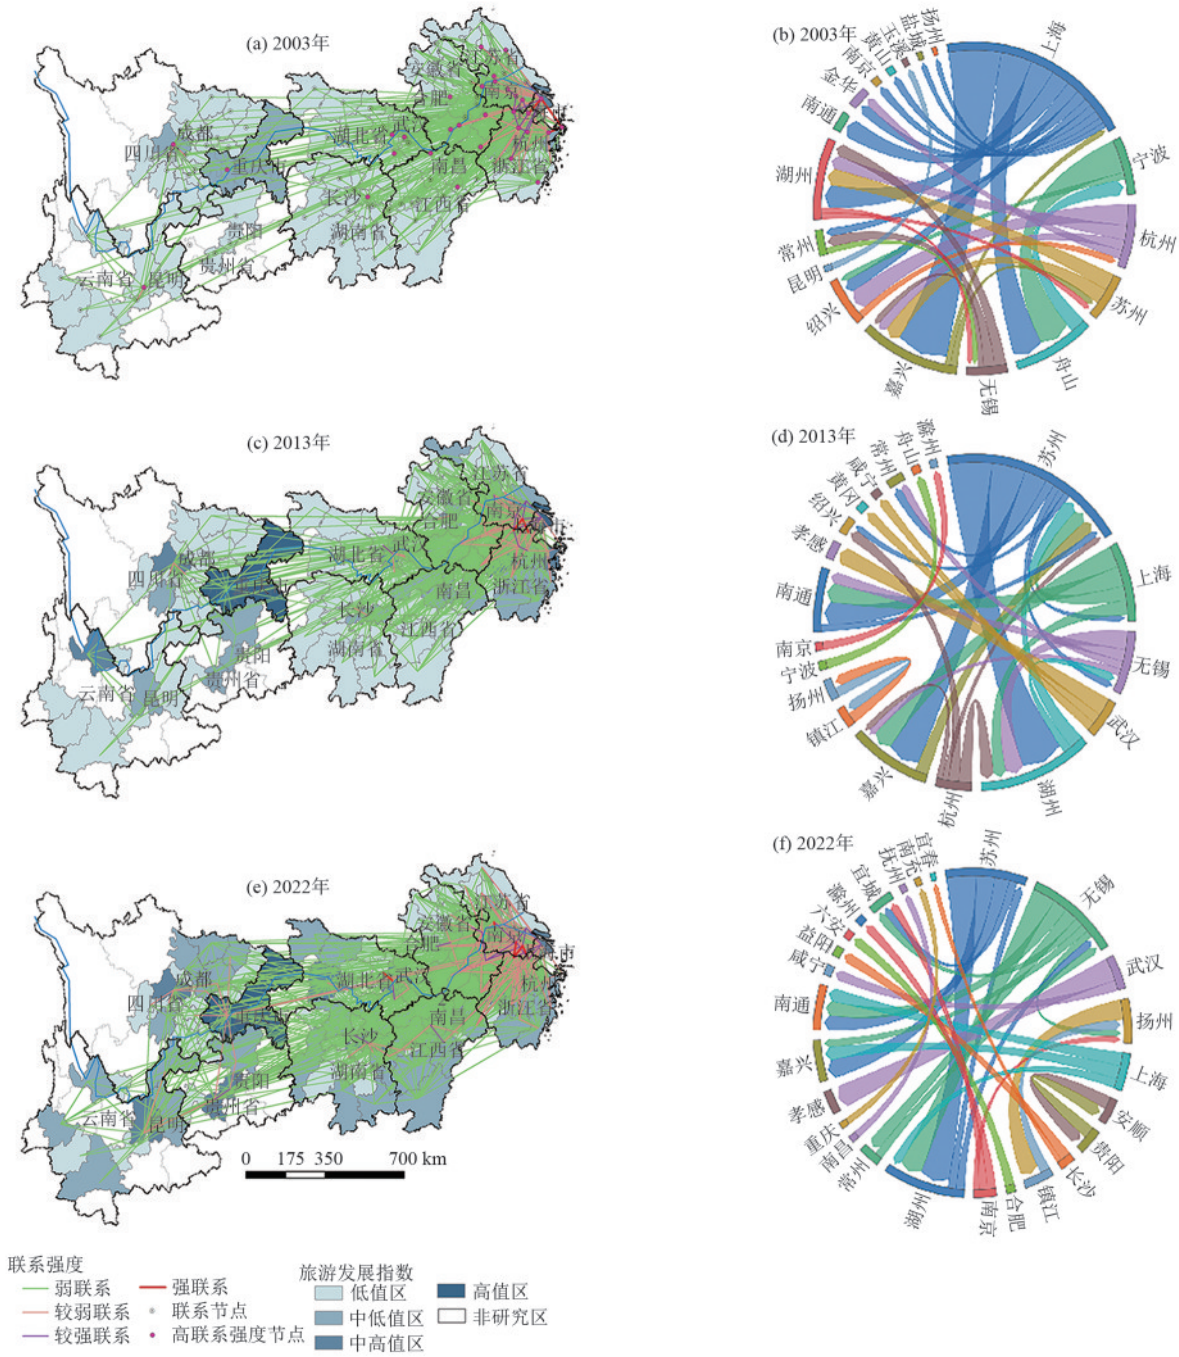 (a) 2003年
江苏省
安徽省
合肥
南京
成都
四川省
重庆市
湖北省
武汉
杭州
浙江省
南昌
长沙
江西省
湖南省
贵阳
贵州省
云南省
昆明
(b) 2003年
上海
宁波
杭州
苏州
舟山
无锡
嘉兴
绍兴
昆明
常州
湖州
南通
金华
南京
黄山
玉溪
盐城
扬州
(c) 2013年
江苏省
安徽省
合肥
南京
成都
四川省
湖北省
武汉
杭州
浙江省
南昌
长沙
江西省
湖南省
贵阳
贵州省
云南省
昆明
(d) 2013年
苏州
上海
无锡
武汉
湖州
杭州
嘉兴
镇江
扬州
宁波
南京
南通
孝感
绍兴
黄冈
咸宁
常州
舟山
滁州
(e) 2022年
江苏省
安徽省
合肥
南京
成都
四川省
湖北省
武汉
杭州
浙江省
南昌
长沙
江西省
湖南省
贵阳
贵州省
云南省
昆明
0 175 350 700 km
(f) 2022年
苏州
无锡
武汉
扬州
上海
安顺
贵阳
长沙
镇江
合肥
南京
湖州
常州
南昌
重庆
孝感
嘉兴
南通
咸宁
益阳
六安
滁州
宣城
抚州
南充
宜春
联系强度
弱联系
较弱联系
较强联系
强联系
联系节点
高联系强度节点
旅游发展指数
低值区
中低值区
中高值区
高值区
非研究区